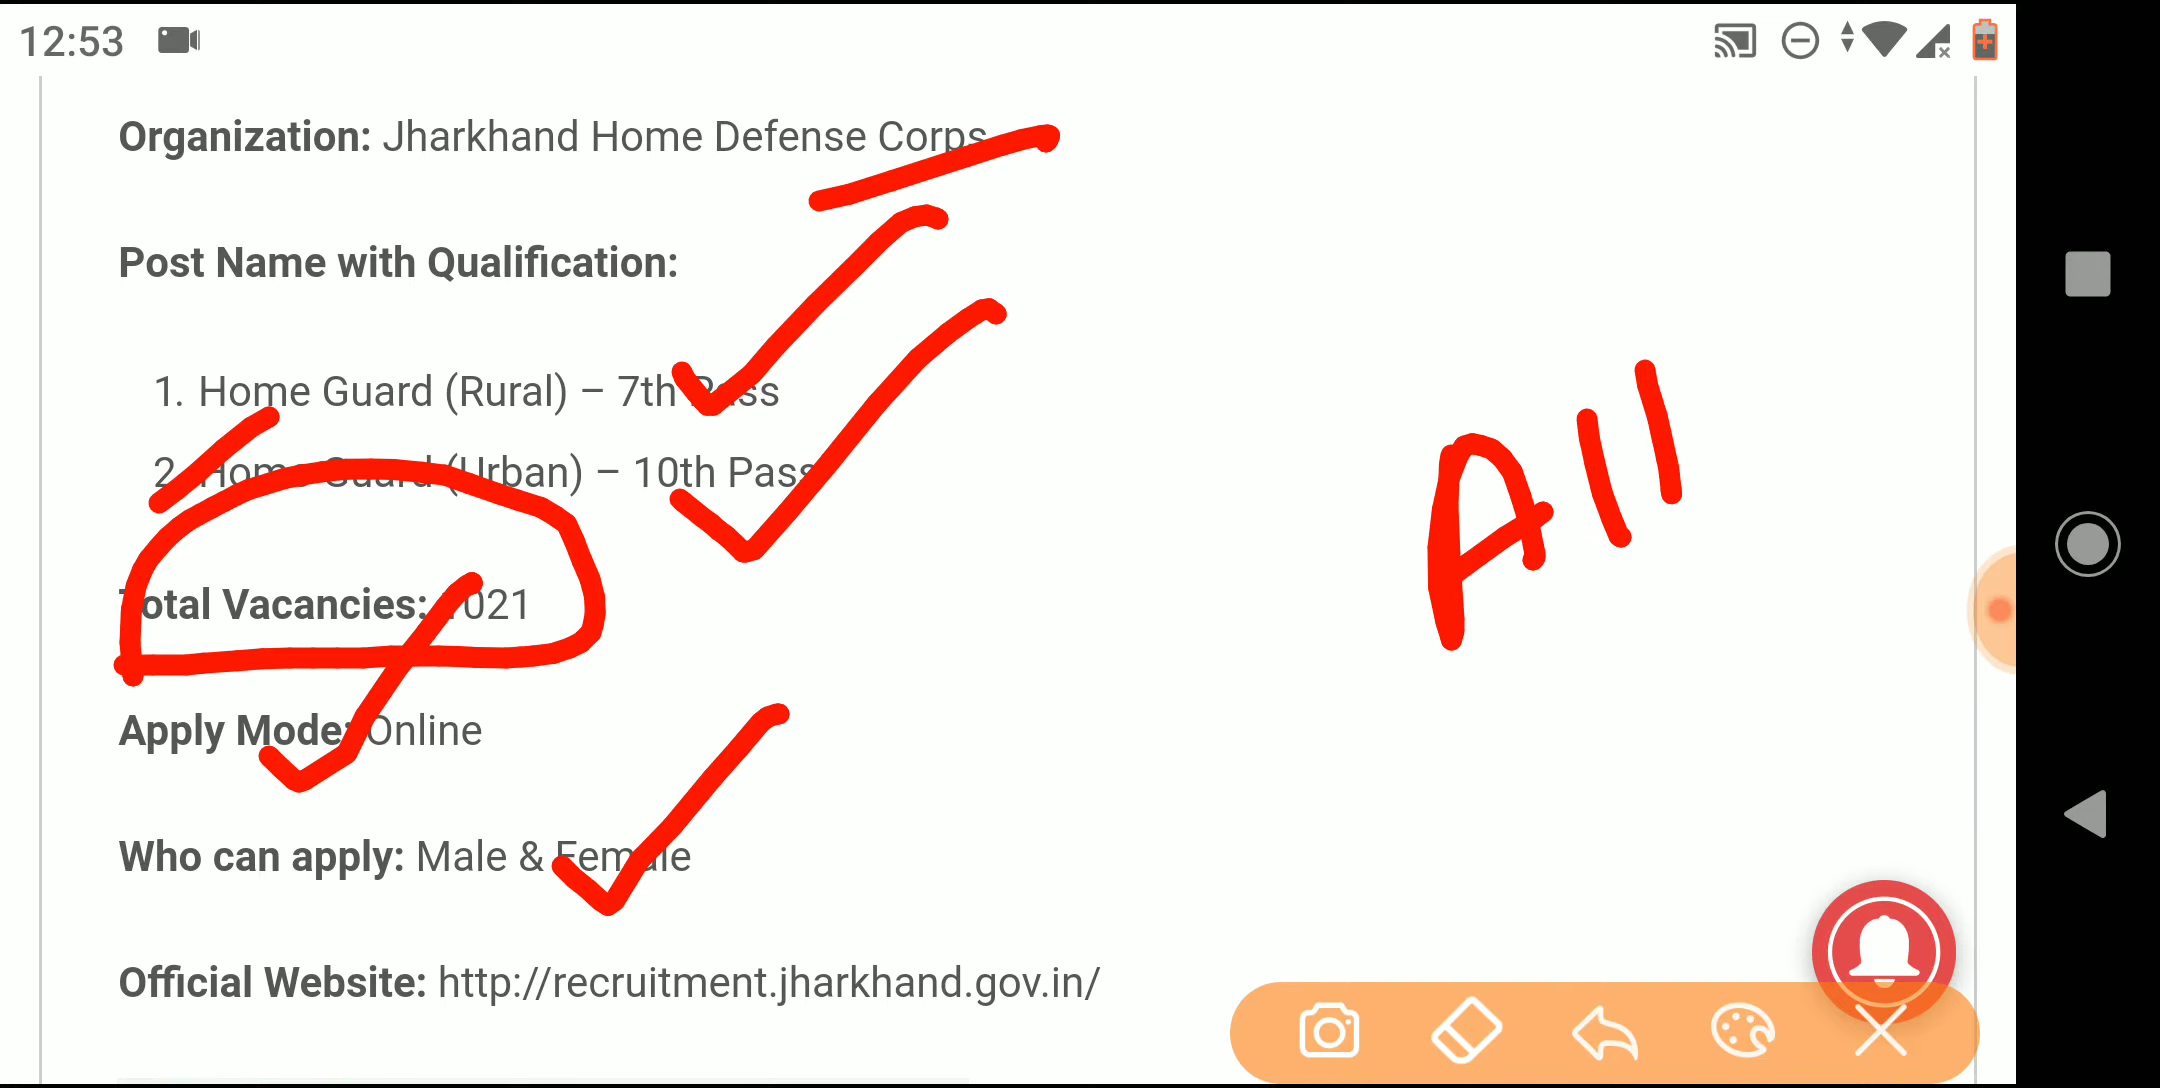 12:53
Organization: Jharkhand Home Defense Corps
Post Name with Qualification:
1. Home Guard (Rural) – 7th Pass
2. Home Guard (Urban) – 10th Pass
All
Total Vacancies: 1021
Apply Mode: Online
Who can apply: Male & Female
Official Website: http://recruitment.jharkhand.gov.in/